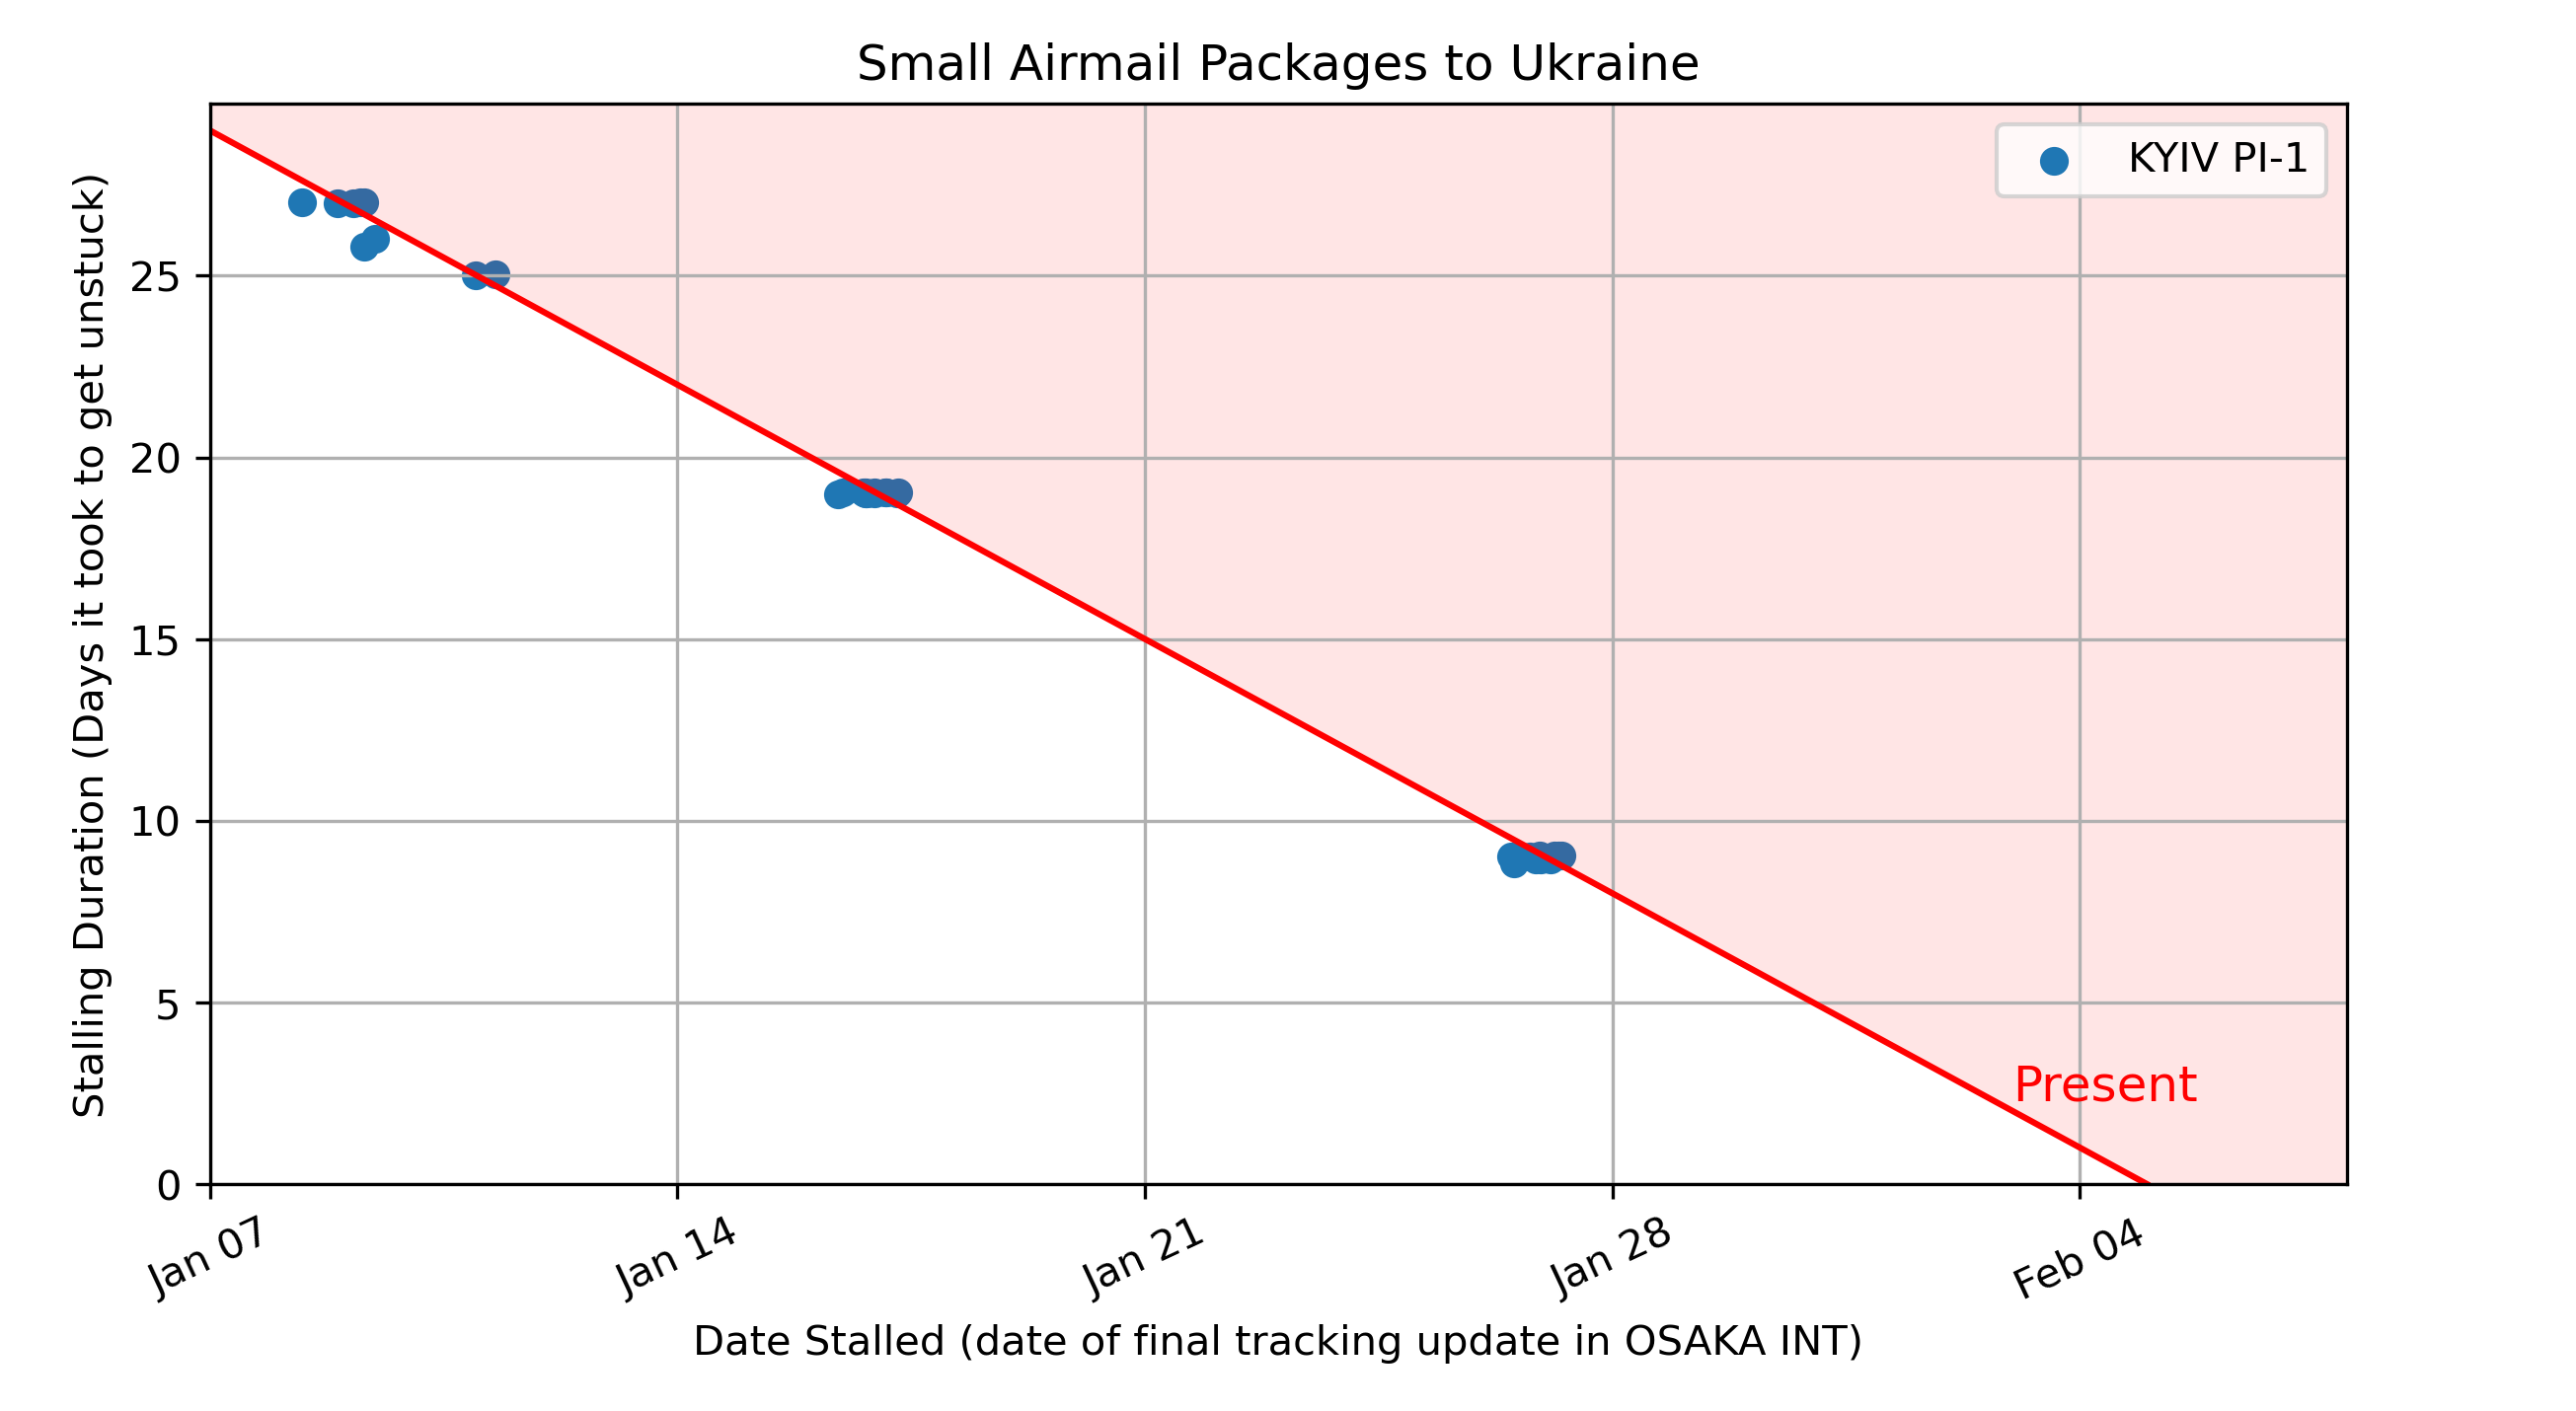 Small Airmail Packages to Ukraine
KYIV PI-1
Stalling Duration (Days it took to get unstuck)
25
20
15
10
5
0
Present
Jan 07
Jan 14
Jan 21
Jan 28
Feb 04
Date Stalled (date of final tracking update in OSAKA INT)